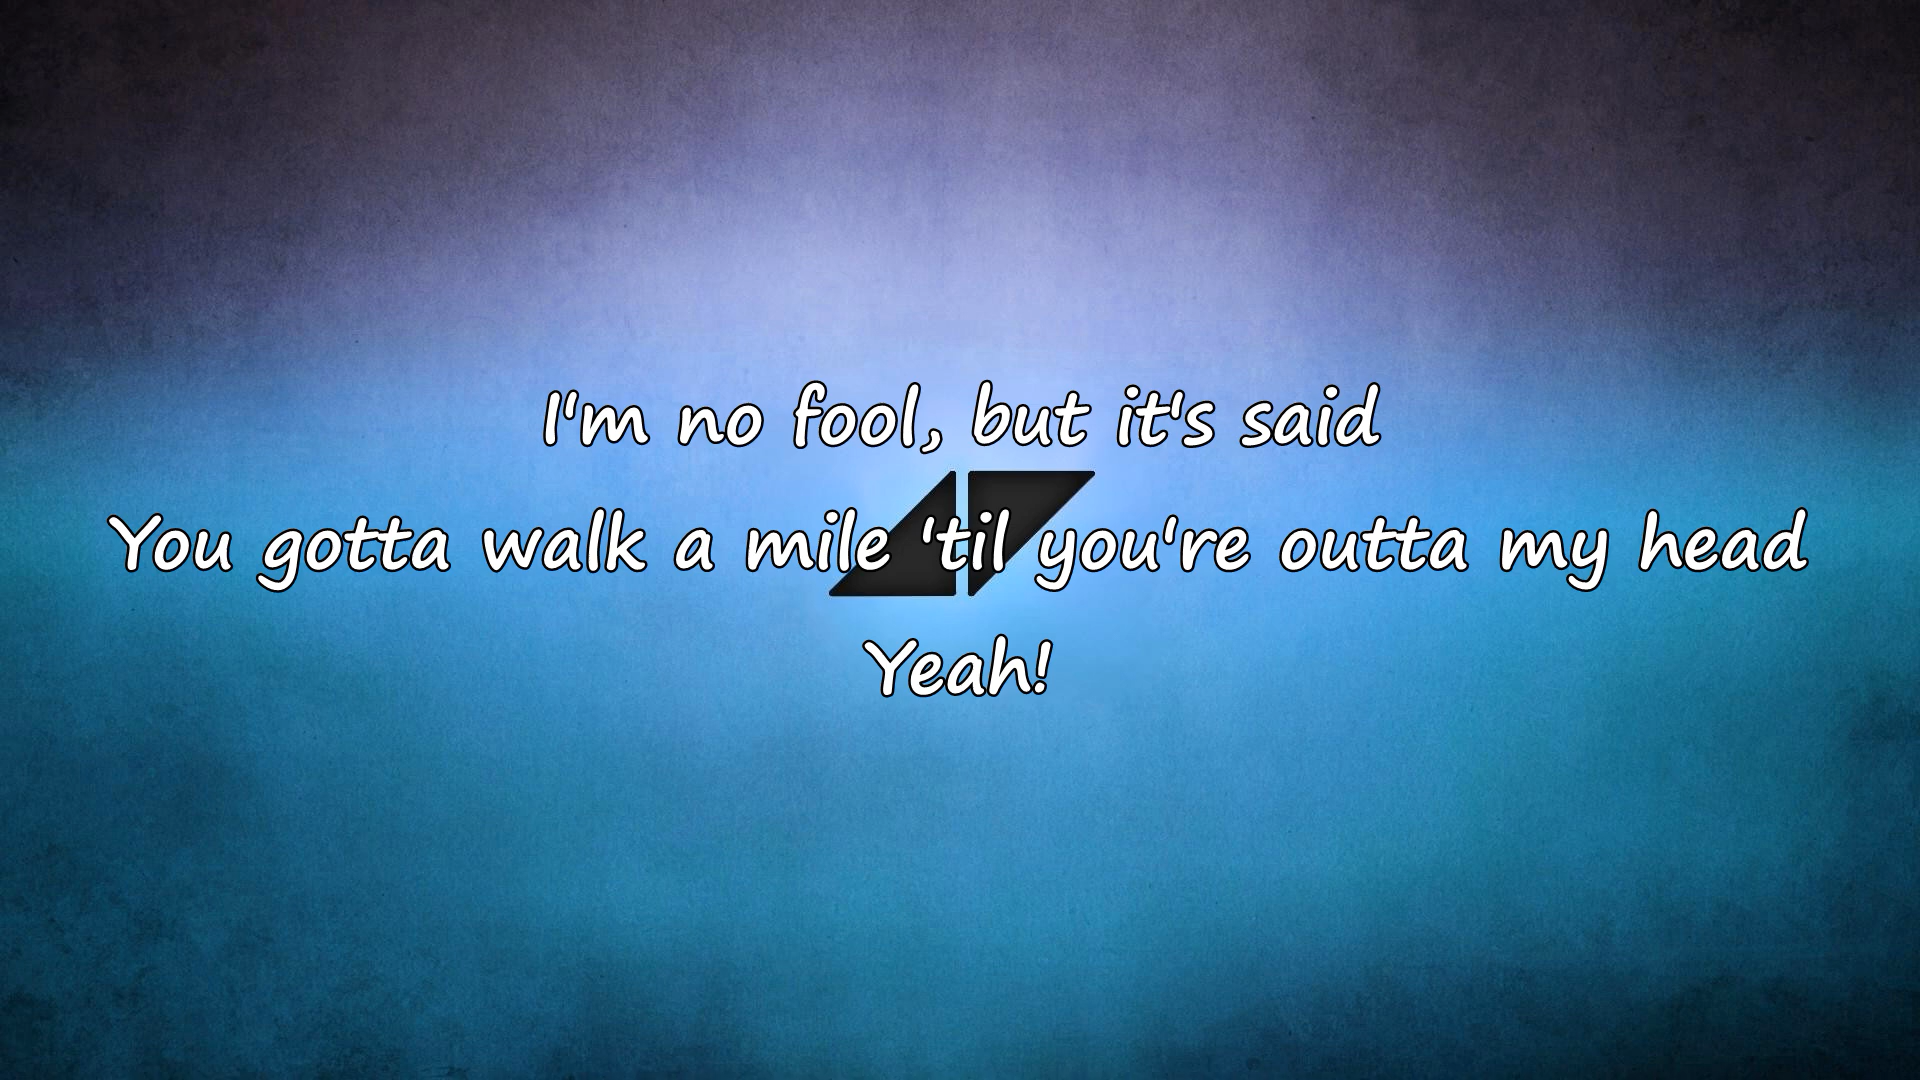 I'm no fool, but it's said
You gotta walk a mile 'til you're outta my head
Yeah!